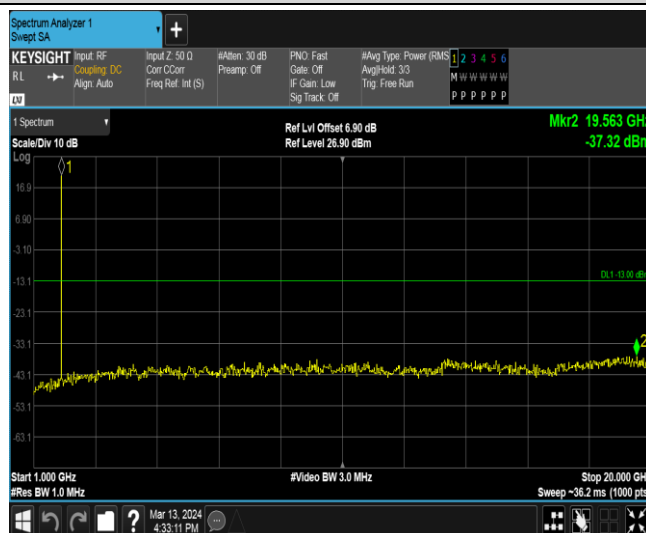 Spectrum Analyzer 1
Swept SA
+
KEYSIGHT
RL
LXI
Input: RF
Coupling: DC
Align: Auto
Input Z: 50 Ω
Corr CCorr
Freq Ref: Int (S)
#Atten: 30 dB
Preamp: Off
PNO: Fast
Gate: Off
IF Gain: Low
Sig Track: Off
#Avg Type: Power (RMS
Avg|Hold: 3/3
Trig: Free Run
1 2 3 4 5 6
M W W W W W
P P P P P P
1 Spectrum
Scale/Div 10 dB
Log
Ref Lvl Offset 6.90 dB
Ref Level 26.90 dBm
Mkr2 19.563 GHz
-37.32 dBm
1
16.9
6.90
-3.10
-13.1
DL1 -13.00 dBm
-23.1
-33.1
2
-43.1
-53.1
-63.1
Start 1.000 GHz
#Video BW 3.0 MHz
Stop 20.000 GHz
#Res BW 1.0 MHz
Sweep ~36.2 ms (1000 pts)
?
Mar 13, 2024
4:33:11 PM